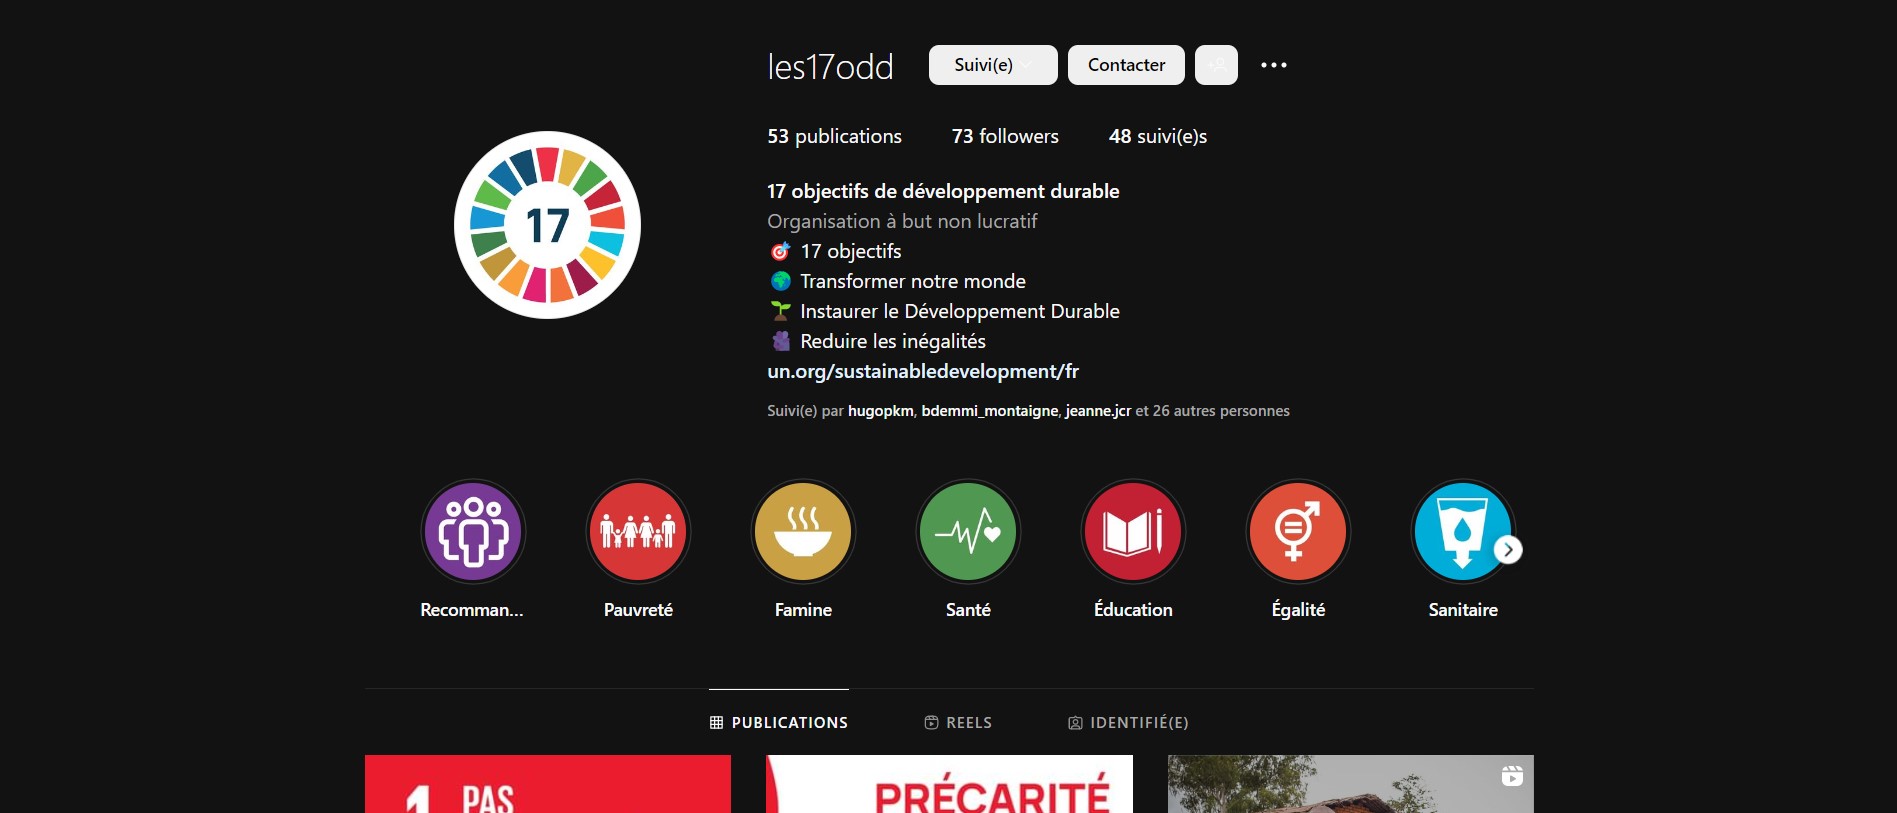 les17odd Suivi(e) Contacter
53 publications 73 followers 48 suivi(e)s
17
17 objectifs de développement durable
Organisation à but non lucratif
🎯 17 objectifs
🌍 Transformer notre monde
🌱 Instaurer le Développement Durable
🫂 Reduire les inégalités
un.org/sustainabledevelopment/fr
Suivi(e) par hugopkm, bdemmi_montaigne, jeanne.jcr et 26 autres personnes
Recomman... Pauvreté Famine Santé Éducation Égalité Sanitaire
PUBLICATIONS REELS IDENTIFIÉ(E)
1 PAS
PRÉCARITÉ